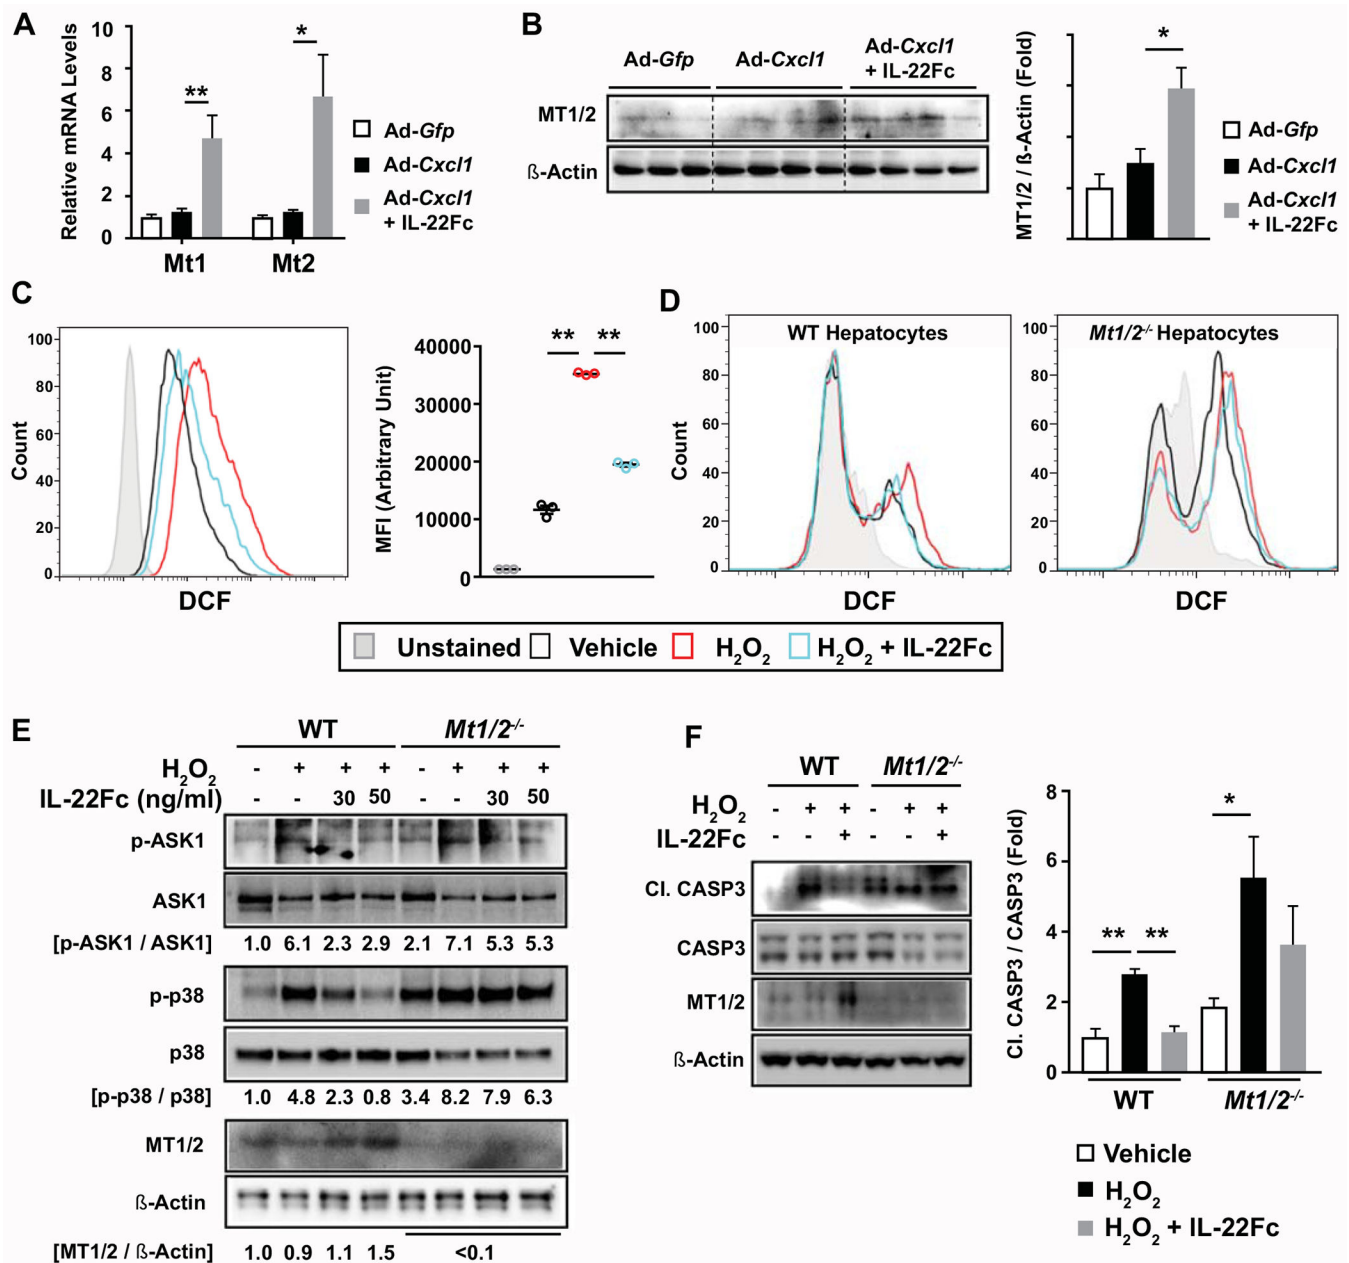 A
Relative mRNA Levels
10
8
6
4
2
0
**
*
Mt1
Mt2
Ad-Gfp
Ad-Cxcl1
Ad-Cxcl1
+ IL-22Fc
B
Ad-Gfp
Ad-Cxcl1
Ad-Cxcl1
+ IL-22Fc
MT1/2
ß-Actin
MT1/2 / ß-Actin (Fold)
*
Ad-Gfp
Ad-Cxcl1
Ad-Cxcl1
+ IL-22Fc
C
Count
100
80
60
40
20
0
DCF
MFI (Arbitrary Unit)
40000
30000
20000
10000
0
**
**
D
Count
100
80
60
40
20
0
WT Hepatocytes
DCF
100
80
60
40
20
0
Mt1/2-/- Hepatocytes
DCF
Unstained Vehicle H2O2 H2O2 + IL-22Fc
E
WT Mt1/2-/-
H2O2 - + + + - + + +
IL-22Fc (ng/ml) - - 30 50 - - 30 50
p-ASK1
ASK1
[p-ASK1 / ASK1] 1.0 6.1 2.3 2.9 2.1 7.1 5.3 5.3
p-p38
p38
[p-p38 / p38] 1.0 4.8 2.3 0.8 3.4 8.2 7.9 6.3
MT1/2
ß-Actin
[MT1/2 / ß-Actin] 1.0 0.9 1.1 1.5 <0.1
F
WT Mt1/2-/-
H2O2 - + + - + +
IL-22Fc - - + - - +
Cl. CASP3
CASP3
MT1/2
ß-Actin
Cl. CASP3 / CASP3 (Fold)
8
6
4
2
0
**
**
*
WT
Mt1/2-/-
Vehicle
H2O2
H2O2 + IL-22Fc